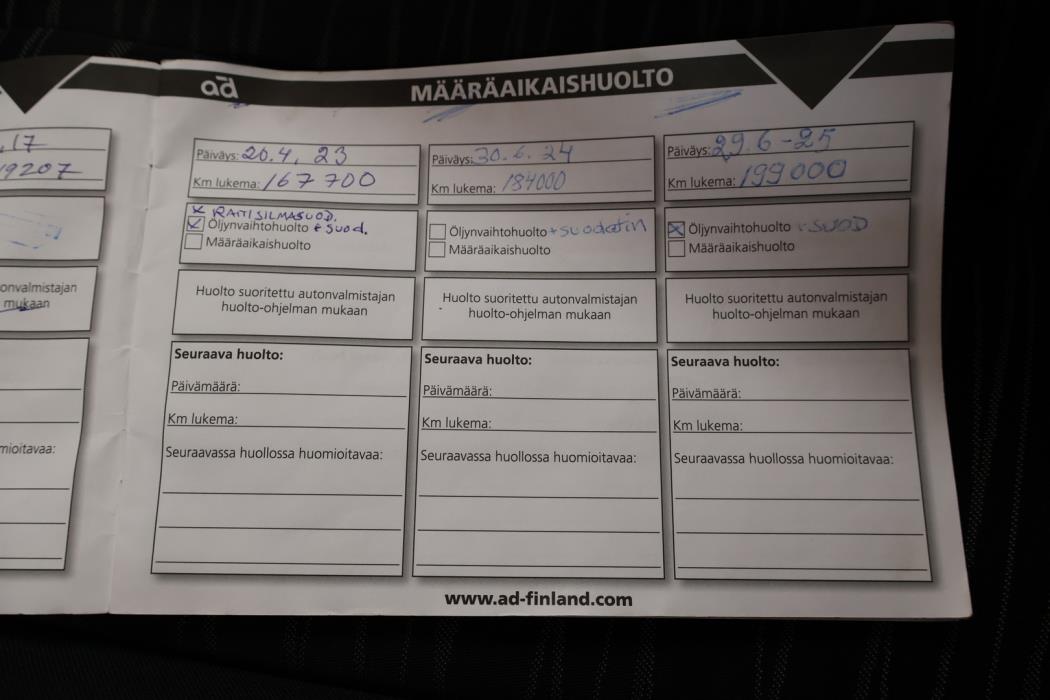 ad
MÄÄRÄAIKAISHUOLTO
.17
19207
onvalmistajan
mukaan
mioitavaa:
Päiväys: 20.4. 23
Km lukema: 167 700
x RAITISILMASUOD.
x Öljynvaihtohuolto + suod.
Määräaikaishuolto
Huolto suoritettu autonvalmistajan
huolto-ohjelman mukaan
Seuraava huolto:
Päivämäärä:
Km lukema:
Seuraavassa huollossa huomioitavaa:
Päiväys: 30.6.24
Km lukema: 184000
Öljynvaihtohuolto + suodatin
Määräaikaishuolto
Huolto suoritettu autonvalmistajan
huolto-ohjelman mukaan
Seuraava huolto:
Päivämäärä:
Km lukema:
Seuraavassa huollossa huomioitavaa:
Päiväys: 29.6-25
Km lukema: 199000
x Öljynvaihtohuolto + SUOD
Määräaikaishuolto
Huolto suoritettu autonvalmistajan
huolto-ohjelman mukaan
Seuraava huolto:
Päivämäärä:
Km lukema:
Seuraavassa huollossa huomioitavaa:
www.ad-finland.com